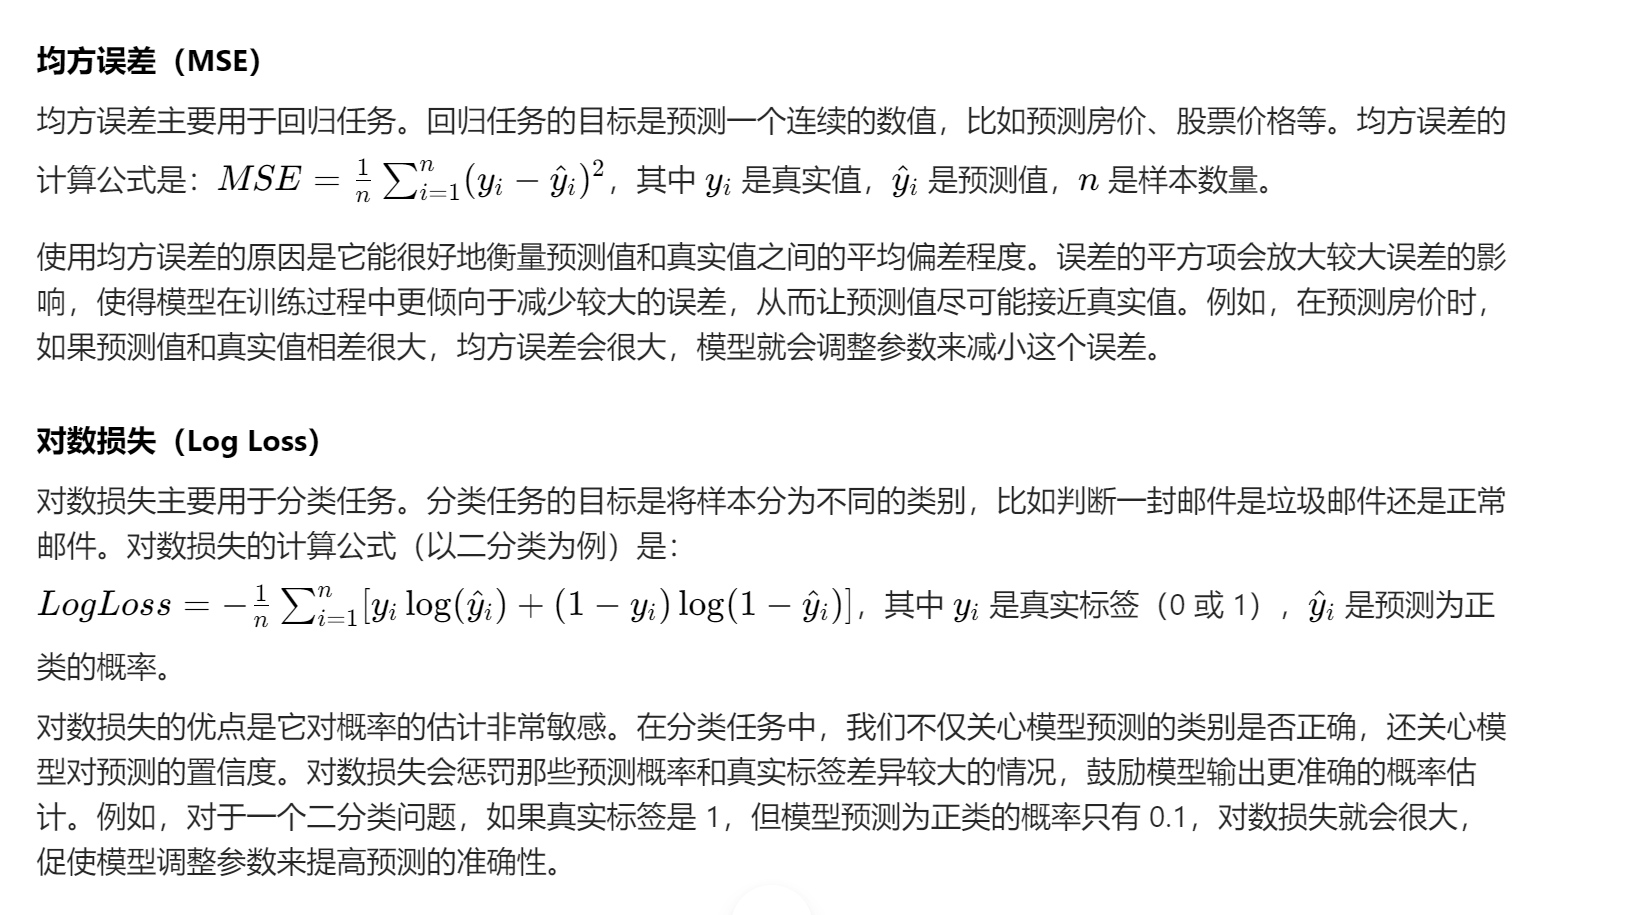 均方误差（MSE）
均方误差主要用于回归任务。回归任务的目标是预测一个连续的数值，比如预测房价、股票价格等。均方误差的
计算公式是：$MSE = \frac{1}{n}\sum_{i=1}^{n}(y_i - \hat{y}_i)^2$，其中 $y_i$ 是真实值，$\hat{y}_i$ 是预测值，$n$ 是样本数量。
使用均方误差的原因是它能很好地衡量预测值和真实值之间的平均偏差程度。误差的平方项会放大较大误差的影
响，使得模型在训练过程中更倾向于减少较大的误差，从而让预测值尽可能接近真实值。例如，在预测房价时，
如果预测值和真实值相差很大，均方误差会很大，模型就会调整参数来减小这个误差。
对数损失（Log Loss）
对数损失主要用于分类任务。分类任务的目标是将样本分为不同的类别，比如判断一封邮件是垃圾邮件还是正常
邮件。对数损失的计算公式（以二分类为例）是：
$LogLoss = -\frac{1}{n}\sum_{i=1}^{n}[y_i \log(\hat{y}_i) + (1 - y_i)\log(1 - \hat{y}_i)]$，其中 $y_i$ 是真实标签（0 或 1），$\hat{y}_i$ 是预测为正
类的概率。
对数损失的优点是它对概率的估计非常敏感。在分类任务中，我们不仅关心模型预测的类别是否正确，还关心模
型对预测的置信度。对数损失会惩罚那些预测概率和真实标签差异较大的情况，鼓励模型输出更准确的概率估
计。例如，对于一个二分类问题，如果真实标签是 1，但模型预测为正类的概率只有 0.1，对数损失就会很大，
促使模型调整参数来提高预测的准确性。